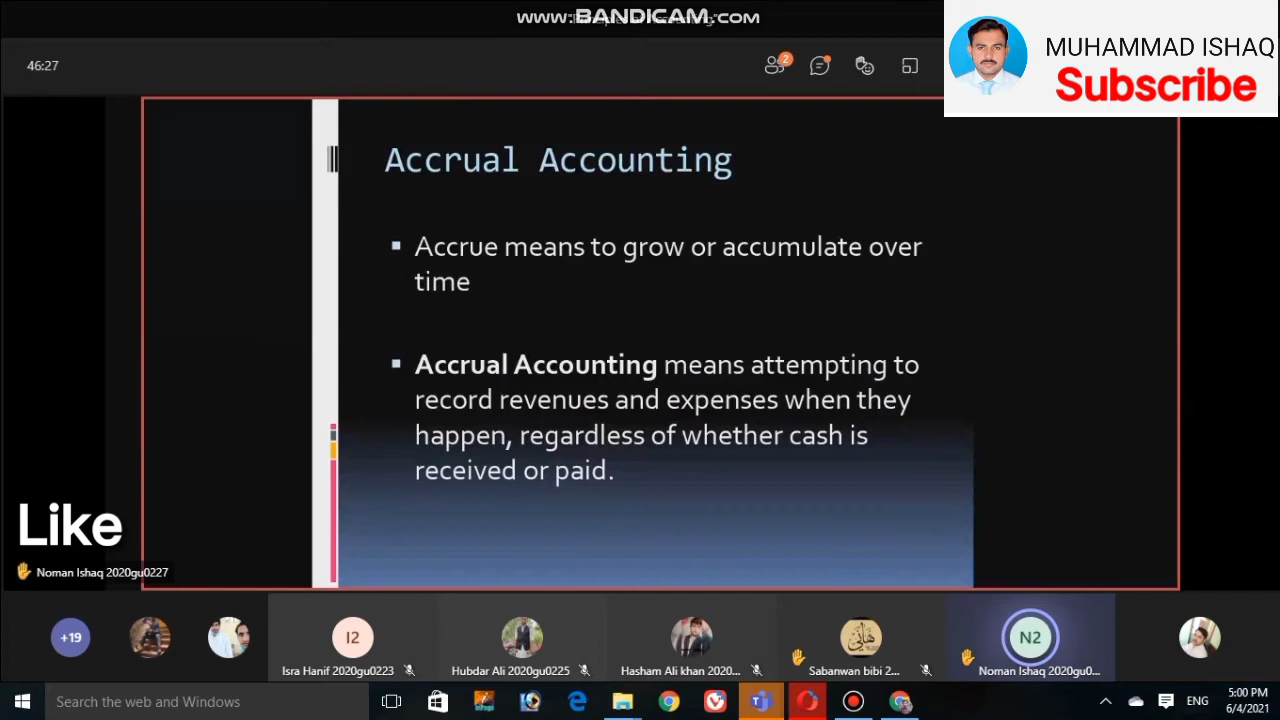 www.BANDICAM.COM
46:27
2
MUHAMMAD ISHAQ
Subscribe
Accrual Accounting
▪ Accrue means to grow or accumulate over
time
▪ Accrual Accounting means attempting to
record revenues and expenses when they
happen, regardless of whether cash is
received or paid.
Like
Noman Ishaq 2020gu0227
+19
I2
N2
Isra Hanif 2020gu0223
Hubdar Ali 2020gu0225
Hasham Ali khan 2020...
Sabanwan bibi 2...
Noman Ishaq 2020gu0...
Search the web and Windows
ENG
5:00 PM
6/4/2021